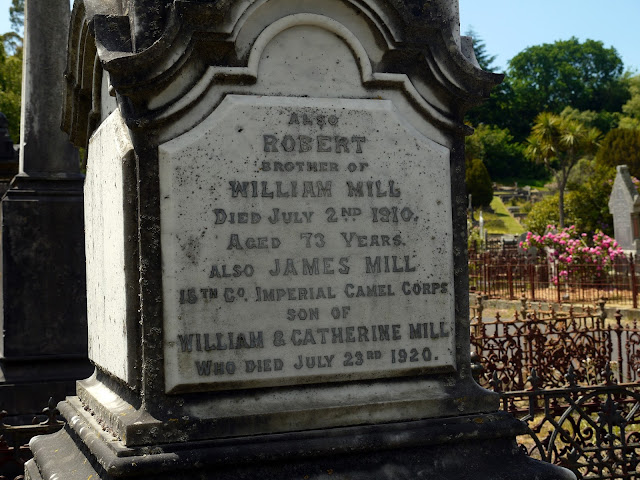 ALSO
ROBERT
BROTHER OF
WILLIAM MILL
DIED JULY 2ND 1910.
AGED 73 YEARS.
ALSO JAMES MILL
15TH CO. IMPERIAL CAMEL CORPS
SON OF
WILLIAM & CATHERINE MILL
WHO DIED JULY 23RD 1920.